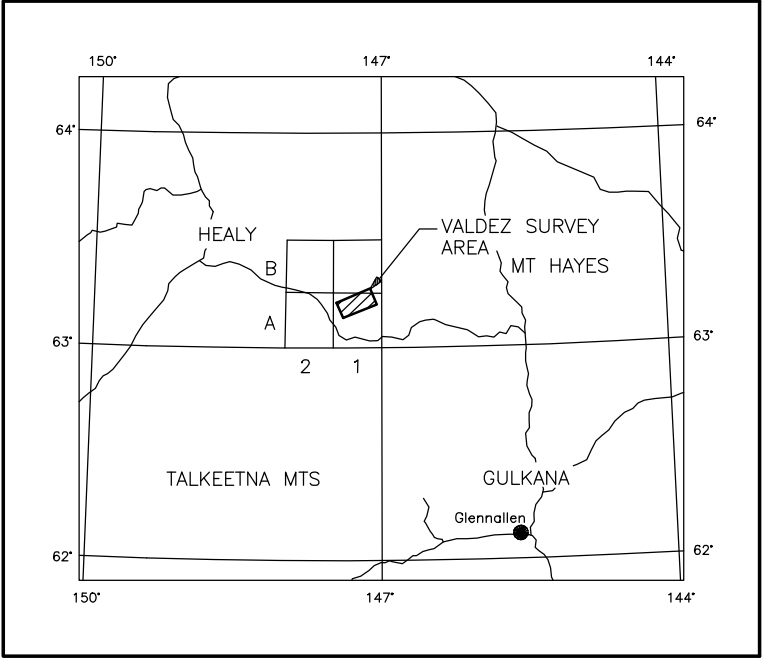 150°
147°
144°
64°
64°
VALDEZ SURVEY
HEALY
AREA
B
MT HAYES
A
63°
63°
2
1
TALKEETNA MTS
GULKANA
Glennallen
62°
62°
150°
147°
144°